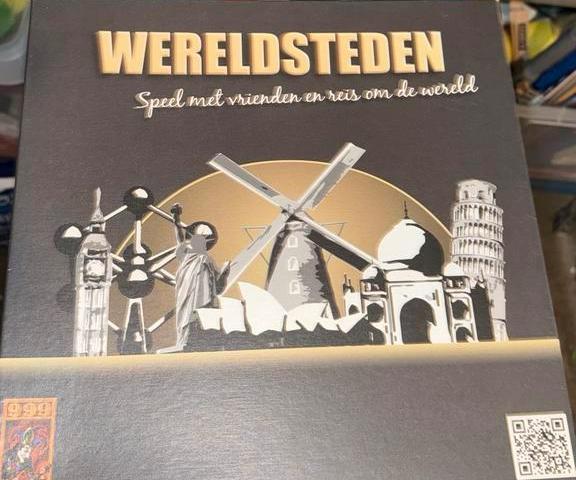 WERELDSTEDEN
Speel met vrienden en reis om de wereld
999